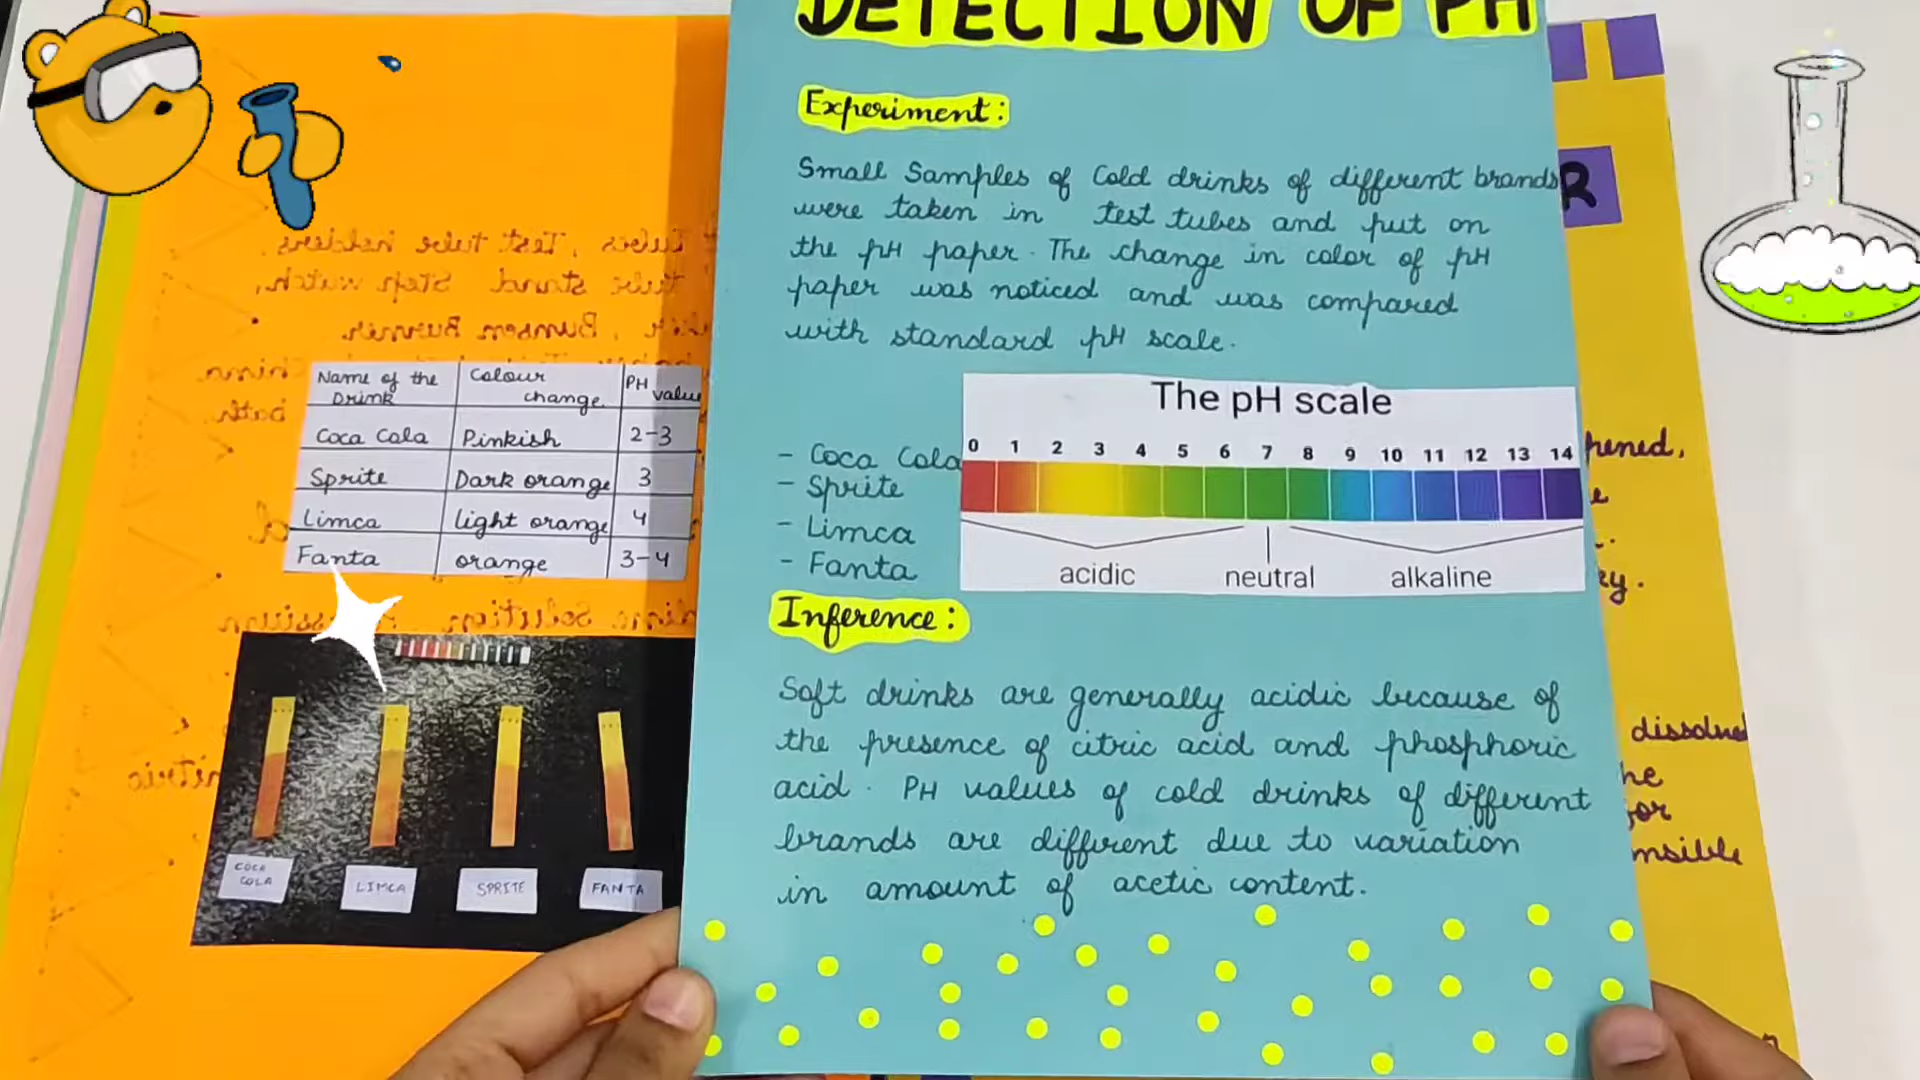 DETECTION OF PH
Experiment:
Small Samples of Cold drinks of different brands
were taken in test tubes and put on
the pH paper. The change in color of pH
paper was noticed and was compared
with standard pH scale.
- Coca Cola
- Sprite
- Limca
- Fanta
The pH scale
0 1 2 3 4 5 6 7 8 9 10 11 12 13 14
acidic neutral alkaline
Inference:
Soft drinks are generally acidic because of
the presence of citric acid and phosphoric
acid. PH values of cold drinks of different
brands are different due to variation
in amount of acetic content.
Name of the Drink Colour change PH value
Coca Cola Pinkish 2-3
Sprite Dark orange 3
Limca light orange 4
Fanta orange 3-4
COCA COLA
LIMCA
SPRITE
FANTA
R